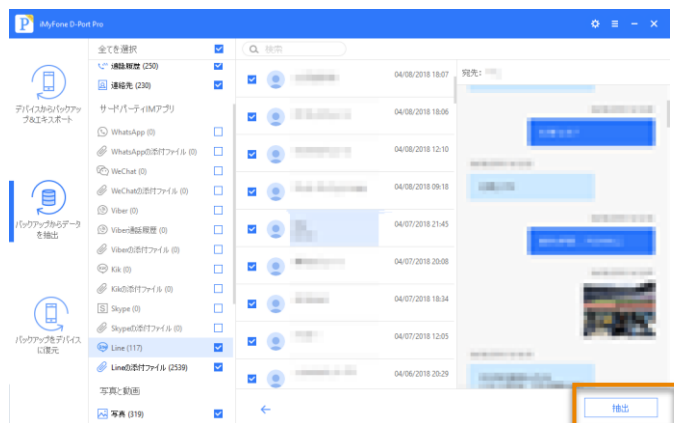 iMyFone D-Port Pro
全てを選択
検索
通話履歴 (250)
連絡先 (230)
サードパーティIMアプリ
WhatsApp (0)
WhatsAppの添付ファイル (0)
WeChat (0)
WeChatの添付ファイル (0)
Viber (0)
Viber通話履歴 (0)
Viberの添付ファイル (0)
Kik (0)
Kikの添付ファイル (0)
Skype (0)
Skypeの添付ファイル (0)
Line (117)
Lineの添付ファイル (2539)
写真と動画
写真 (319)
デバイスからバックアッ
プ&エキスポート
バックアップからデータ
を抽出
バックアップをデバイス
に復元
04/08/2018 18:07
04/08/2018 18:06
04/08/2018 12:10
04/08/2018 09:18
04/07/2018 21:45
04/07/2018 20:08
04/07/2018 18:34
04/07/2018 12:05
04/06/2018 20:29
宛先:
抽出